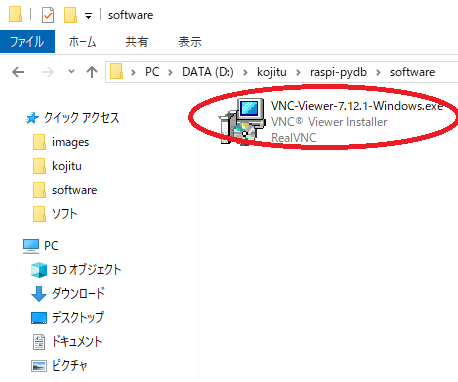 software
ファイル
ホーム
共有
表示
PC > DATA (D:) > kojitu > raspi-pydb > software
クイック アクセス
images
kojitu
software
ソフト
PC
3D オブジェクト
ダウンロード
デスクトップ
ドキュメント
ピクチャ
VNC-Viewer-7.12.1-Windows.exe
VNC® Viewer Installer
RealVNC